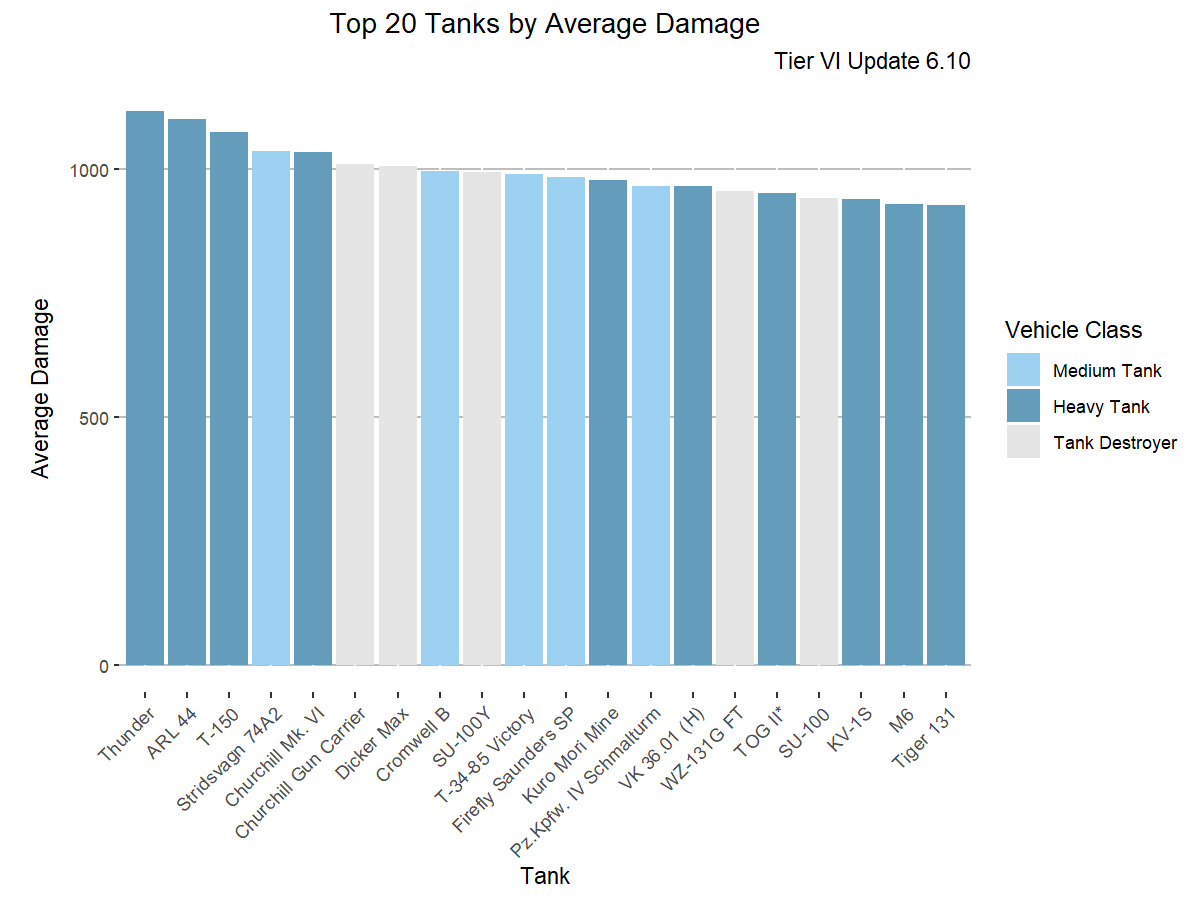 Top 20 Tanks by Average Damage
Tier VI Update 6.10
Average Damage
1000
500
0
Thunder
ARL 44
T-150
Stridsvagn 74A2
Churchill Mk. VI
Churchill Gun Carrier
Dicker Max
Cromwell B
SU-100Y
T-34-85 Victory
Firefly Saunders SP
Kuro Mori Mine
Pz.Kpfw. IV Schmalturm
VK 36.01 (H)
WZ-131G FT
TOG II*
SU-100
KV-1S
M6
Tiger 131
Tank
Vehicle Class
Medium Tank
Heavy Tank
Tank Destroyer